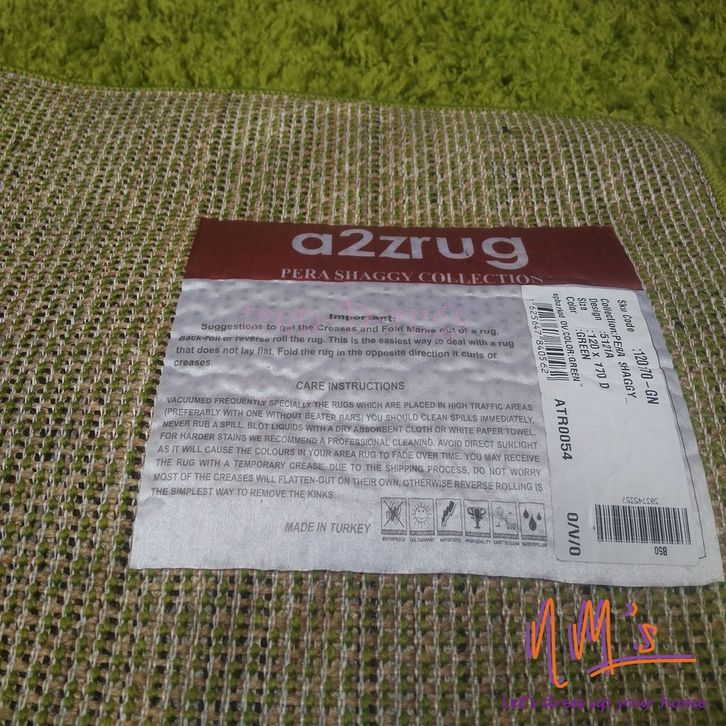 a2zrug
PERA SHAGGY COLLECTION
Important:
Suggestions to get the Creases and Fold Marks out of a rug.
Back-roll or reverse roll the rug. This is the easiest way to deal with a rug
that does not lay flat. Fold the rug in the opposite direction it curls or
creases.
CARE INSTRUCTIONS
VACUUMED FREQUENTLY SPECIALLY THE RUGS WHICH ARE PLACED IN HIGH TRAFFIC AREAS
(PREFERABLY WITH ONE WITHOUT BEATER BARS) YOU SHOULD CLEAN SPILLS IMMEDIATELY.
NEVER RUB A SPILL. BLOT LIQUIDS WITH A DRY ABSORBENT CLOTH OR WHITE PAPER TOWEL.
FOR HARDER STAINS WE RECOMMEND A PROFESSIONAL CLEANING. AVOID DIRECT SUNLIGHT
AS IT WILL CAUSE THE COLOURS IN YOUR AREA RUG TO FADE OVER TIME. YOU MAY RECEIVE
THE RUG WITH A TEMPORARY CREASE, DUE TO THE SHIPPING PROCESS, DO NOT WORRY
MOST OF THE CREASES WILL FLATTEN-OUT ON THEIR OWN, OTHERWISE REVERSE ROLLING IS
THE SIMPLEST WAY TO REMOVE THE KINKS.
MADE IN TURKEY
Sku Code :120170-GN
Collection:PERA SHAGGY
Design :5121A
Size :120 X 170 D
Color :GREEN
ATR0054
303745357
B50
O/V/O
NM's
Let's dress up your home